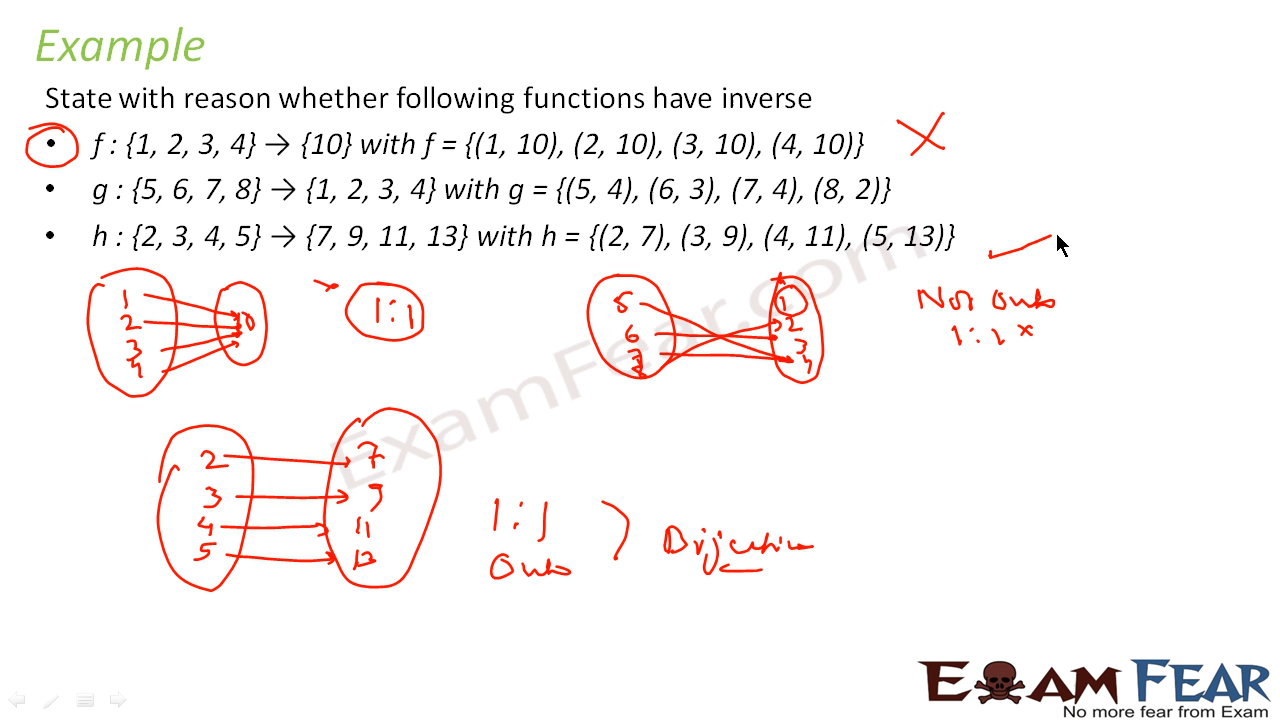 Example
State with reason whether following functions have inverse
• f : {1, 2, 3, 4} → {10} with f = {(1, 10), (2, 10), (3, 10), (4, 10)}
• g : {5, 6, 7, 8} → {1, 2, 3, 4} with g = {(5, 4), (6, 3), (7, 4), (8, 2)}
• h : {2, 3, 4, 5} → {7, 9, 11, 13} with h = {(2, 7), (3, 9), (4, 11), (5, 13)}
1
2
3
4
10
1:1
5
6
7
8
1
2
3
4
Not Onto
1:1 ×
2
3
4
5
7
9
11
13
1:1
Onto
Bijective
ExamFear.com
EXAM FEAR
No more fear from Exam